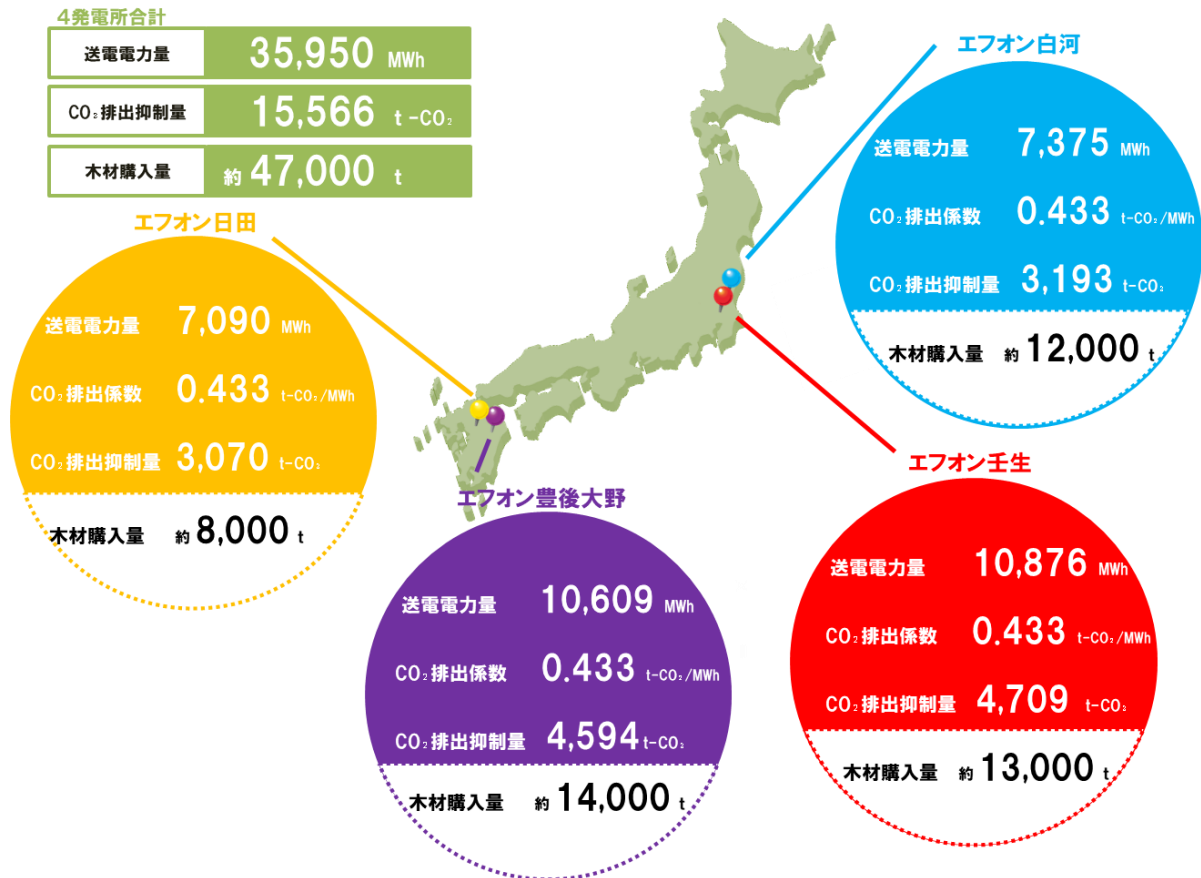 4発電所合計
送電電力量 35,950 MWh
CO₂排出抑制量 15,566 t-CO₂
木材購入量 約 47,000 t
エフオン白河
送電電力量 7,375 MWh
CO₂排出係数 0.433 t-CO₂/MWh
CO₂排出抑制量 3,193 t-CO₂
木材購入量 約 12,000 t
エフオン日田
送電電力量 7,090 MWh
CO₂排出係数 0.433 t-CO₂/MWh
CO₂排出抑制量 3,070 t-CO₂
木材購入量 約 8,000 t
エフオン豊後大野
送電電力量 10,609 MWh
CO₂排出係数 0.433 t-CO₂/MWh
CO₂排出抑制量 4,594 t-CO₂
木材購入量 約 14,000 t
エフオン壬生
送電電力量 10,876 MWh
CO₂排出係数 0.433 t-CO₂/MWh
CO₂排出抑制量 4,709 t-CO₂
木材購入量 約 13,000 t